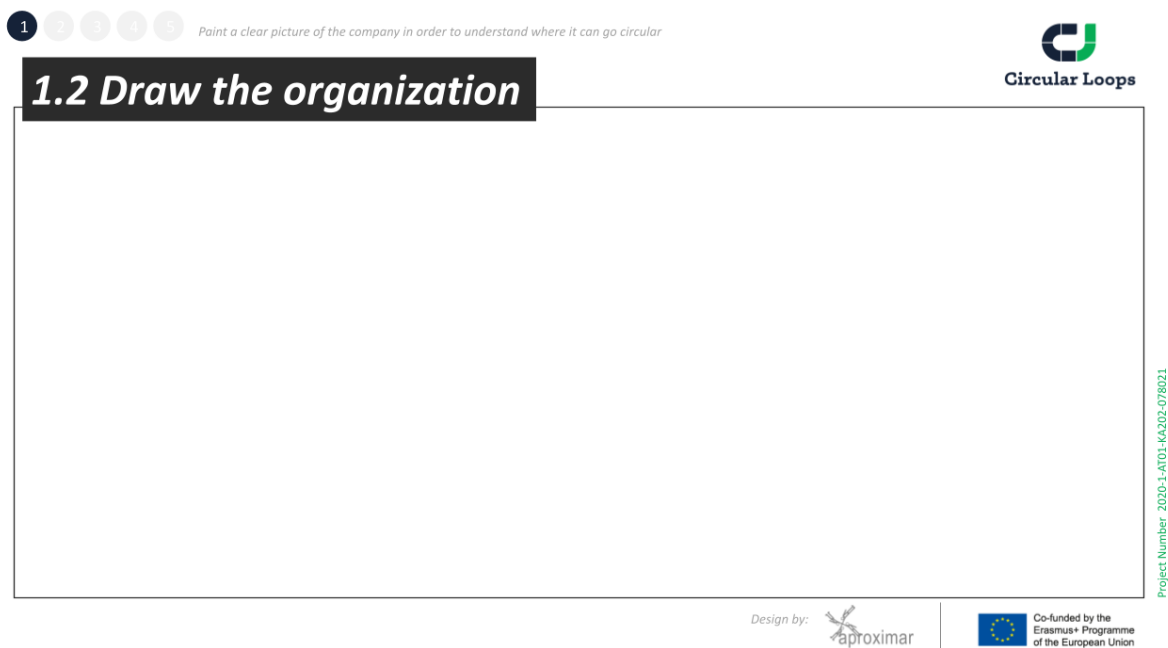 1 2 3 4 5
Paint a clear picture of the company in order to understand where it can go circular
Circular Loops
1.2 Draw the organization
Project Number 2020-1-AT01-KA202-078021
Design by:
aproximar
Co-funded by the
Erasmus+ Programme
of the European Union